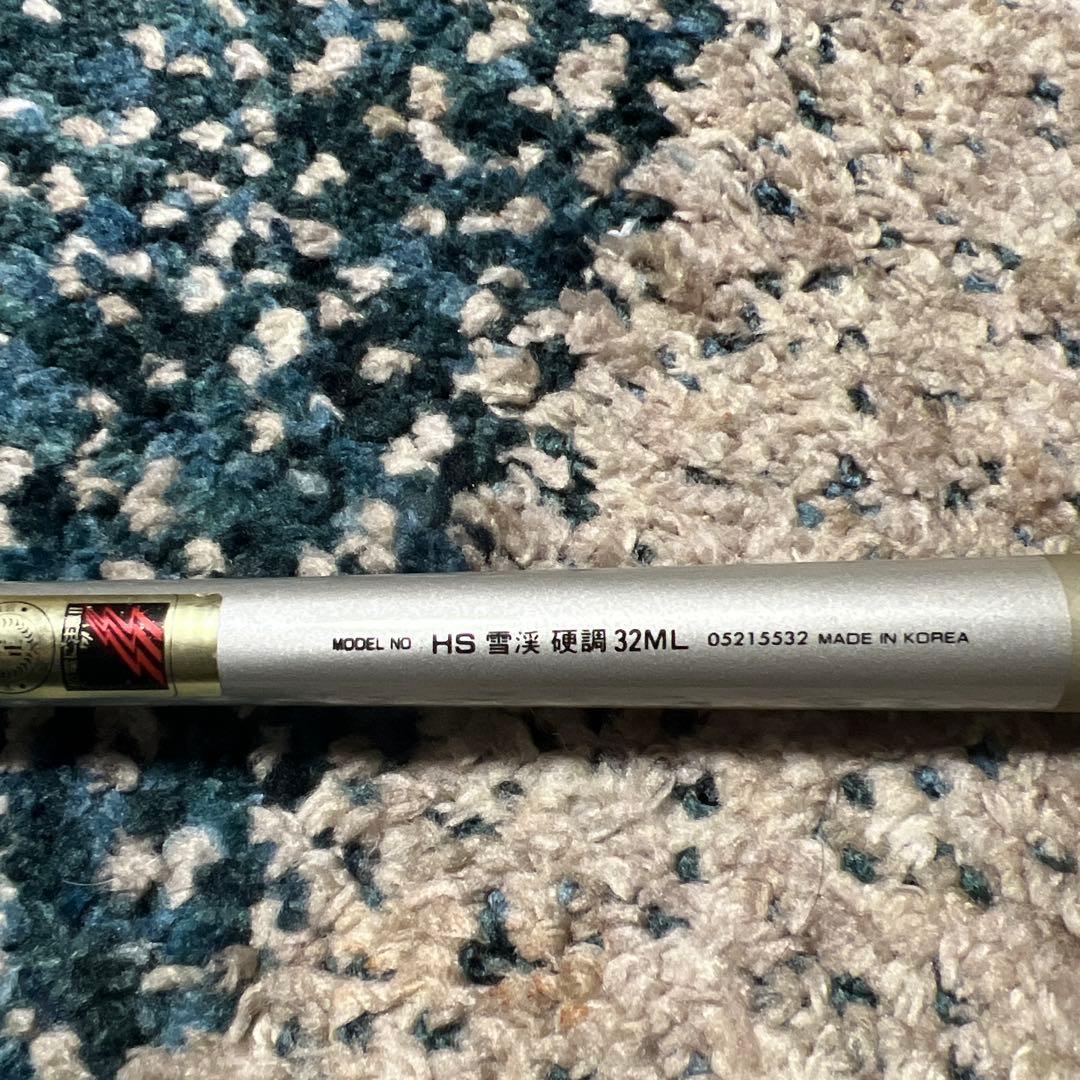 MODEL NO HS 雪渓 硬調 32ML 05215532 MADE IN KOREA